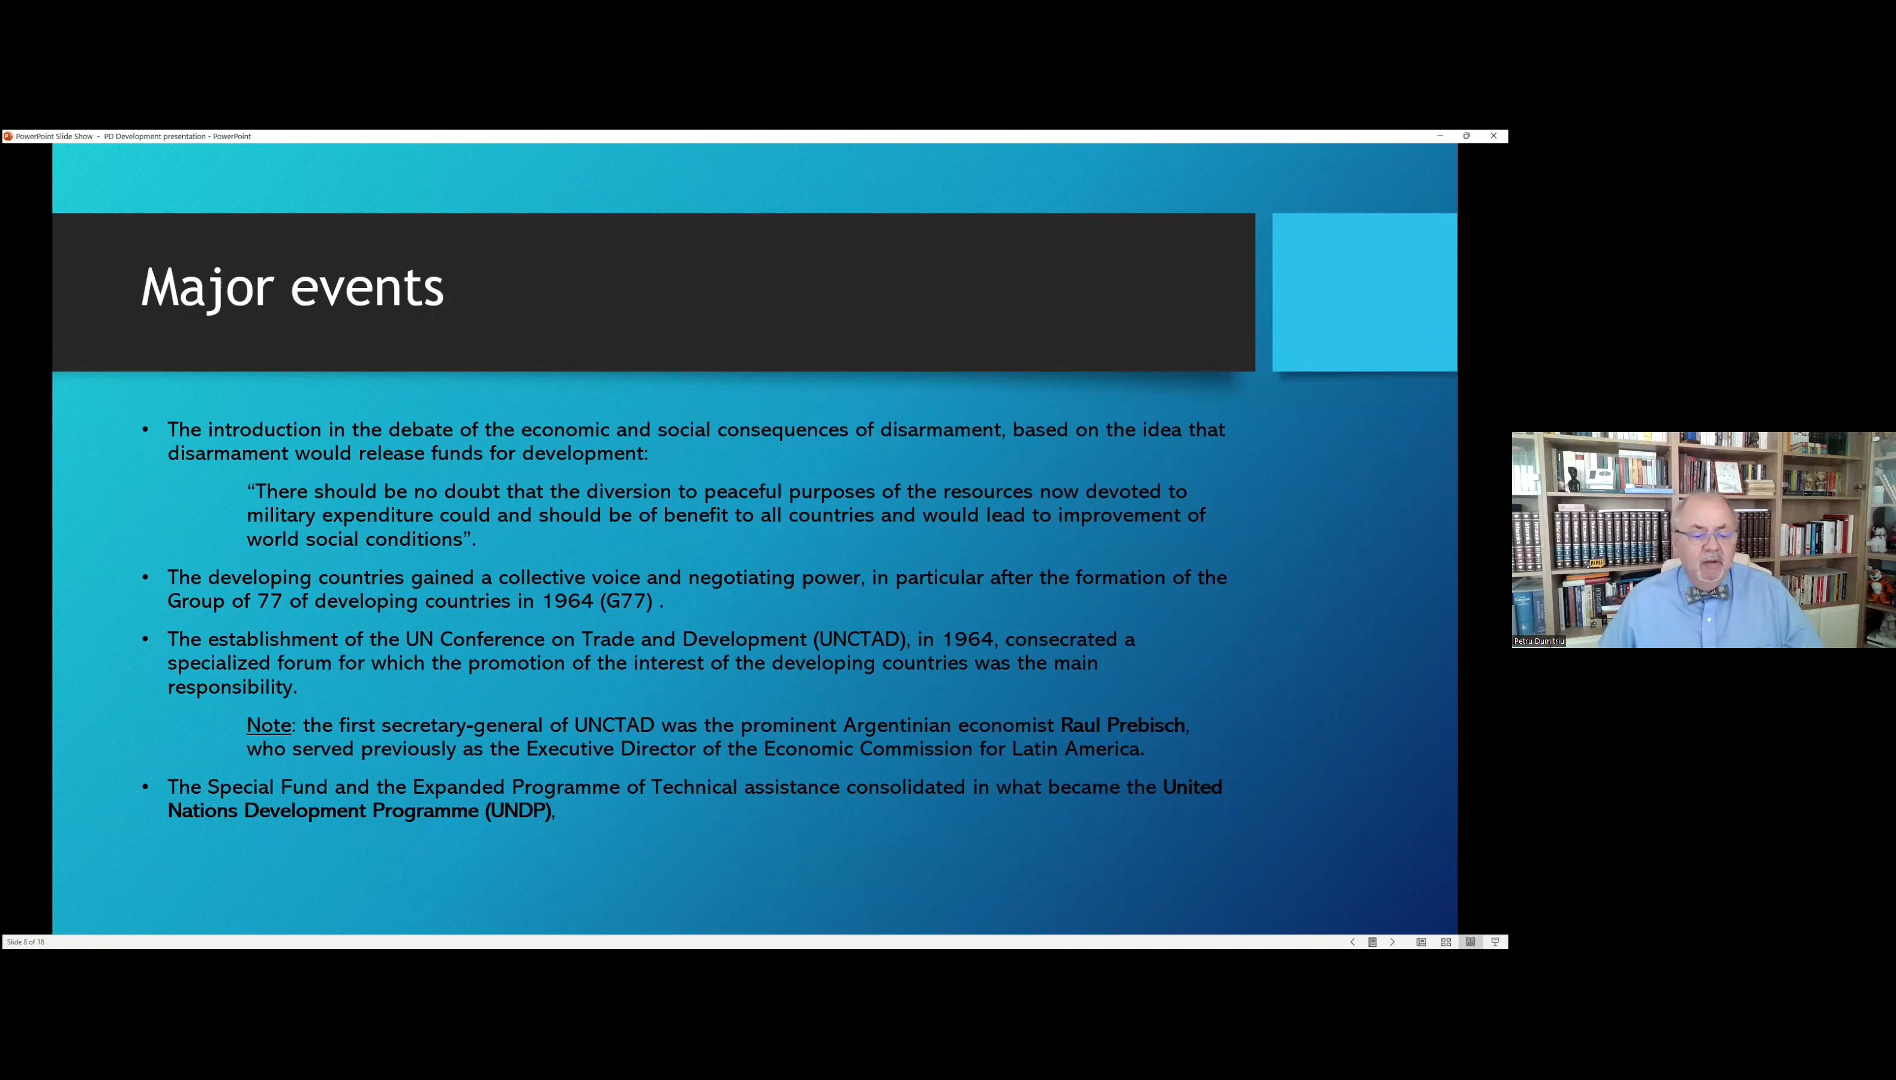 PowerPoint Slide Show - PD Development presentation - PowerPoint
Major events
• The introduction in the debate of the economic and social consequences of disarmament, based on the idea that
disarmament would release funds for development:
“There should be no doubt that the diversion to peaceful purposes of the resources now devoted to
military expenditure could and should be of benefit to all countries and would lead to improvement of
world social conditions”.
• The developing countries gained a collective voice and negotiating power, in particular after the formation of the
Group of 77 of developing countries in 1964 (G77) .
• The establishment of the UN Conference on Trade and Development (UNCTAD), in 1964, consecrated a
specialized forum for which the promotion of the interest of the developing countries was the main
responsibility.
Note: the first secretary-general of UNCTAD was the prominent Argentinian economist Raul Prebisch,
who served previously as the Executive Director of the Economic Commission for Latin America.
• The Special Fund and the Expanded Programme of Technical assistance consolidated in what became the United
Nations Development Programme (UNDP),
Petru Dumitriu
Slide 8 of 18